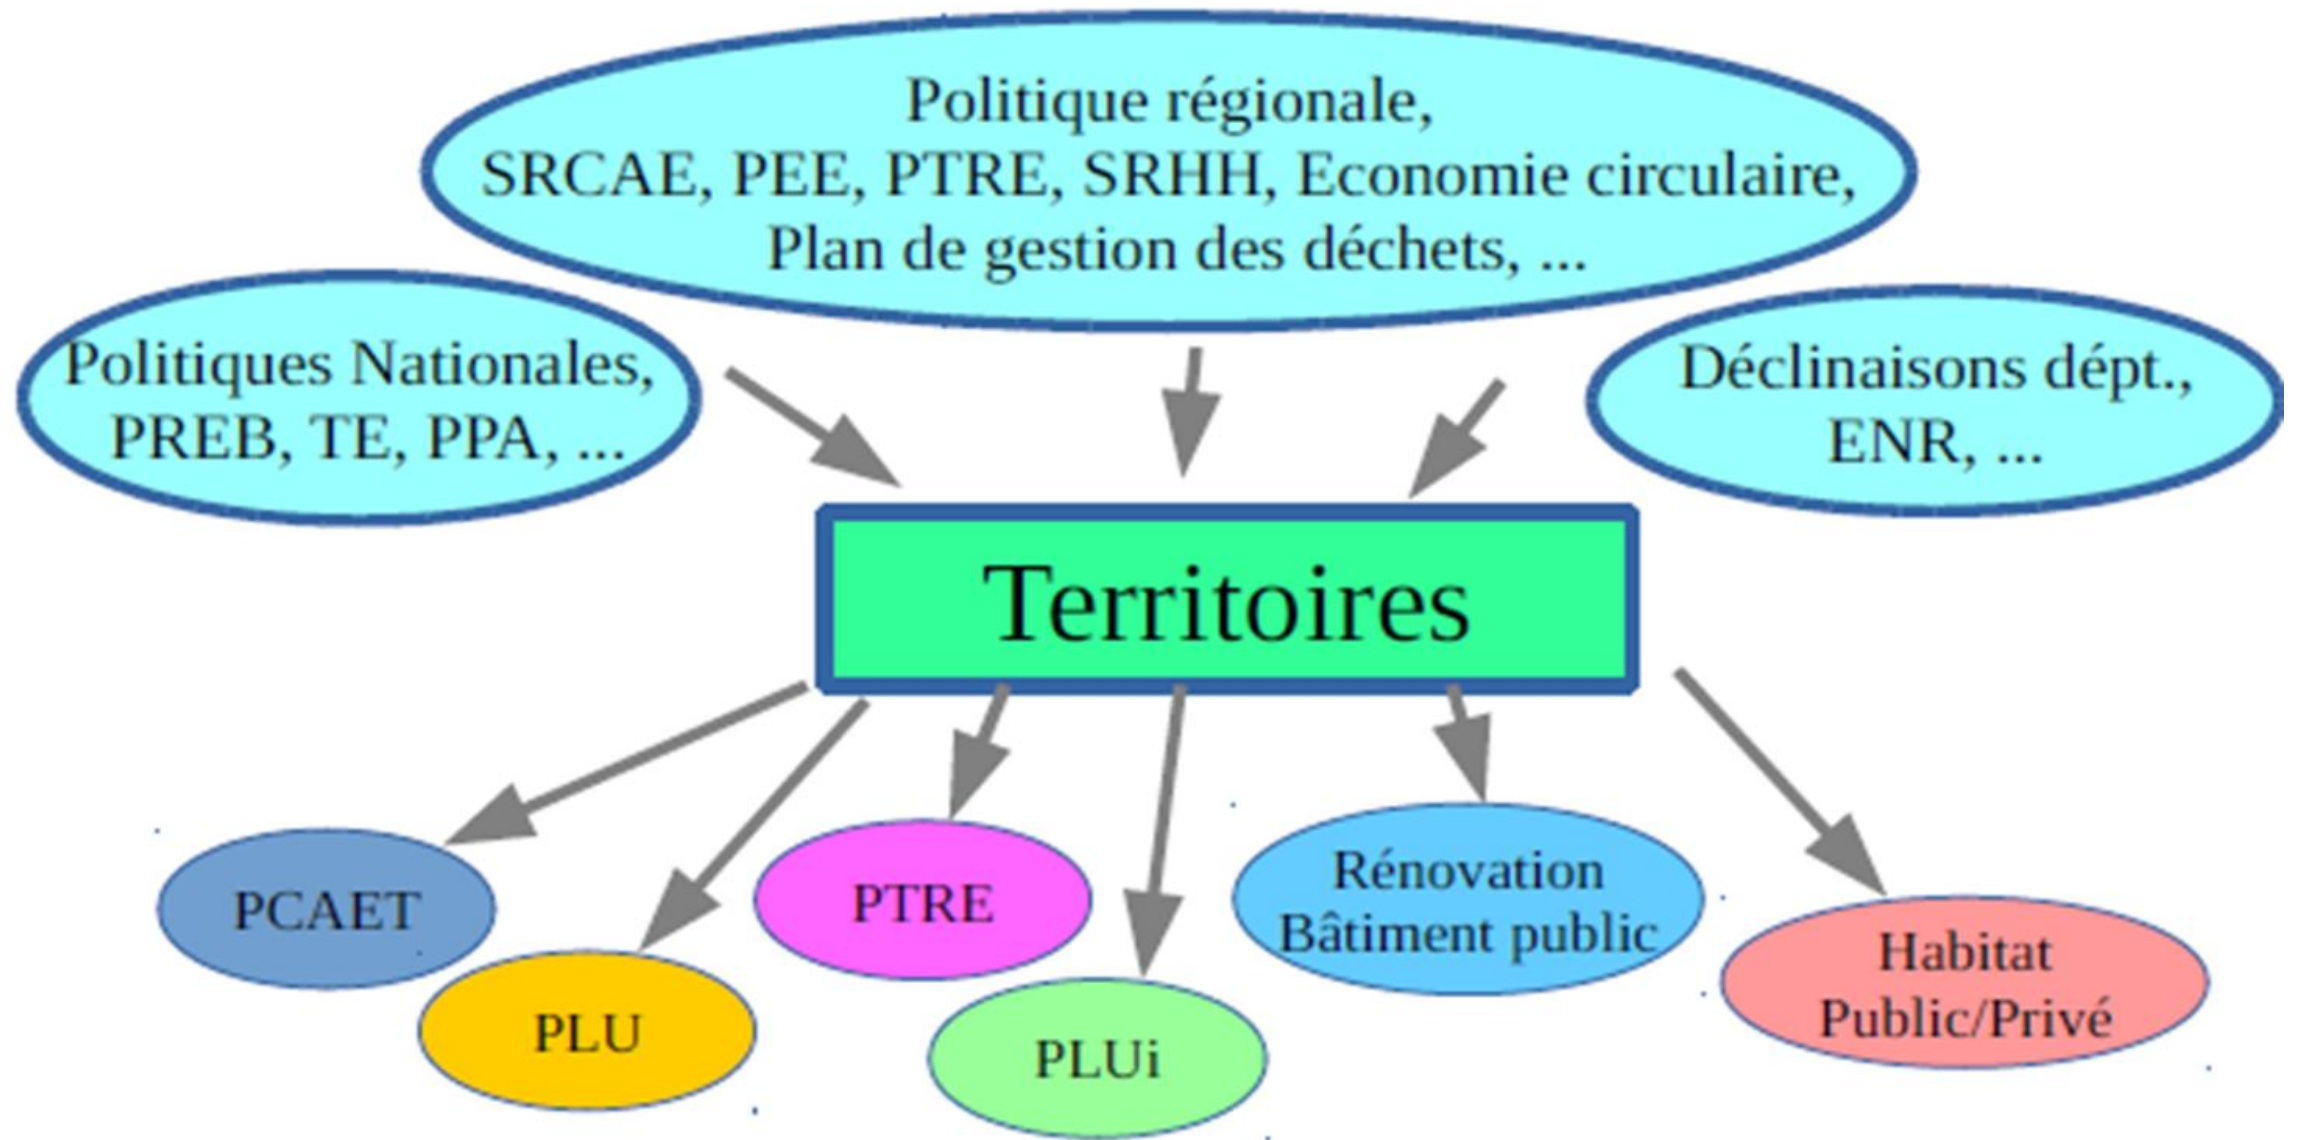 Politique régionale,
SRCAE, PEE, PTRE, SRHH, Economie circulaire,
Plan de gestion des déchets, ...
Politiques Nationales,
PREB, TE, PPA, ...
Déclinaisons dépt.,
ENR, ...
Territoires
PCAET
PLU
PTRE
PLUi
Rénovation
Bâtiment public
Habitat
Public/Privé